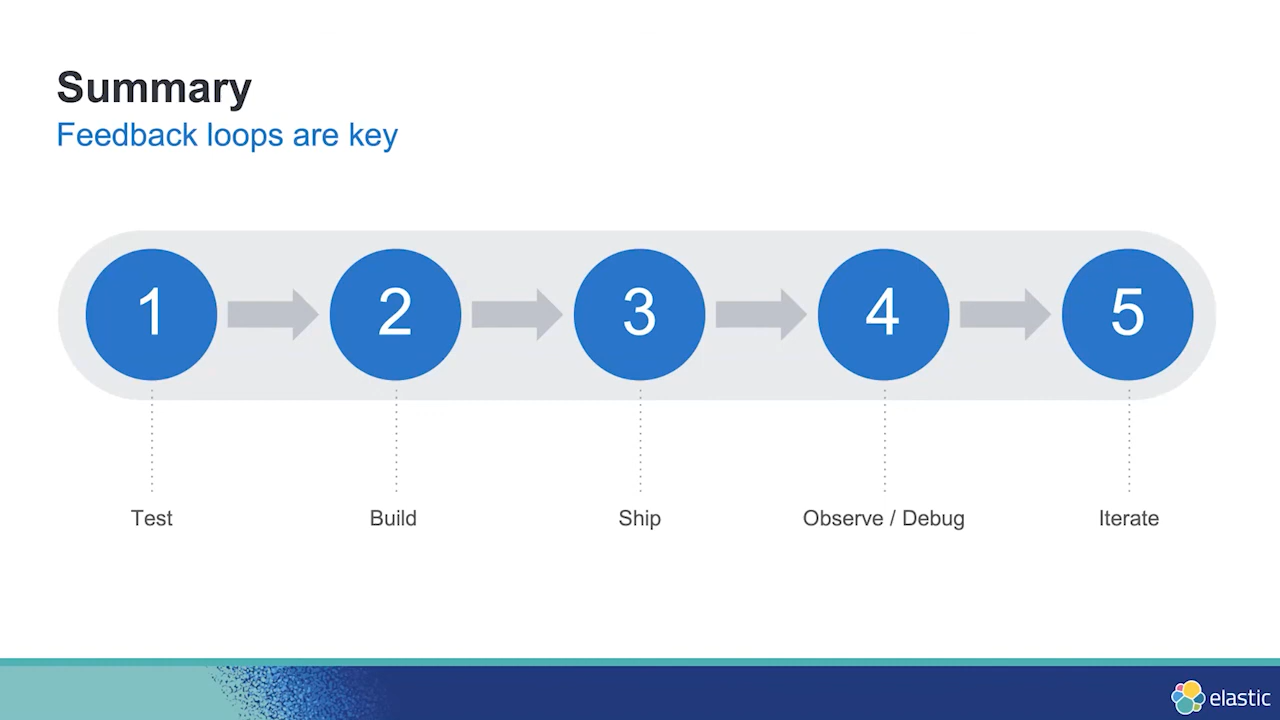 Summary
Feedback loops are key
1 2 3 4 5
Test Build Ship Observe / Debug Iterate
elastic